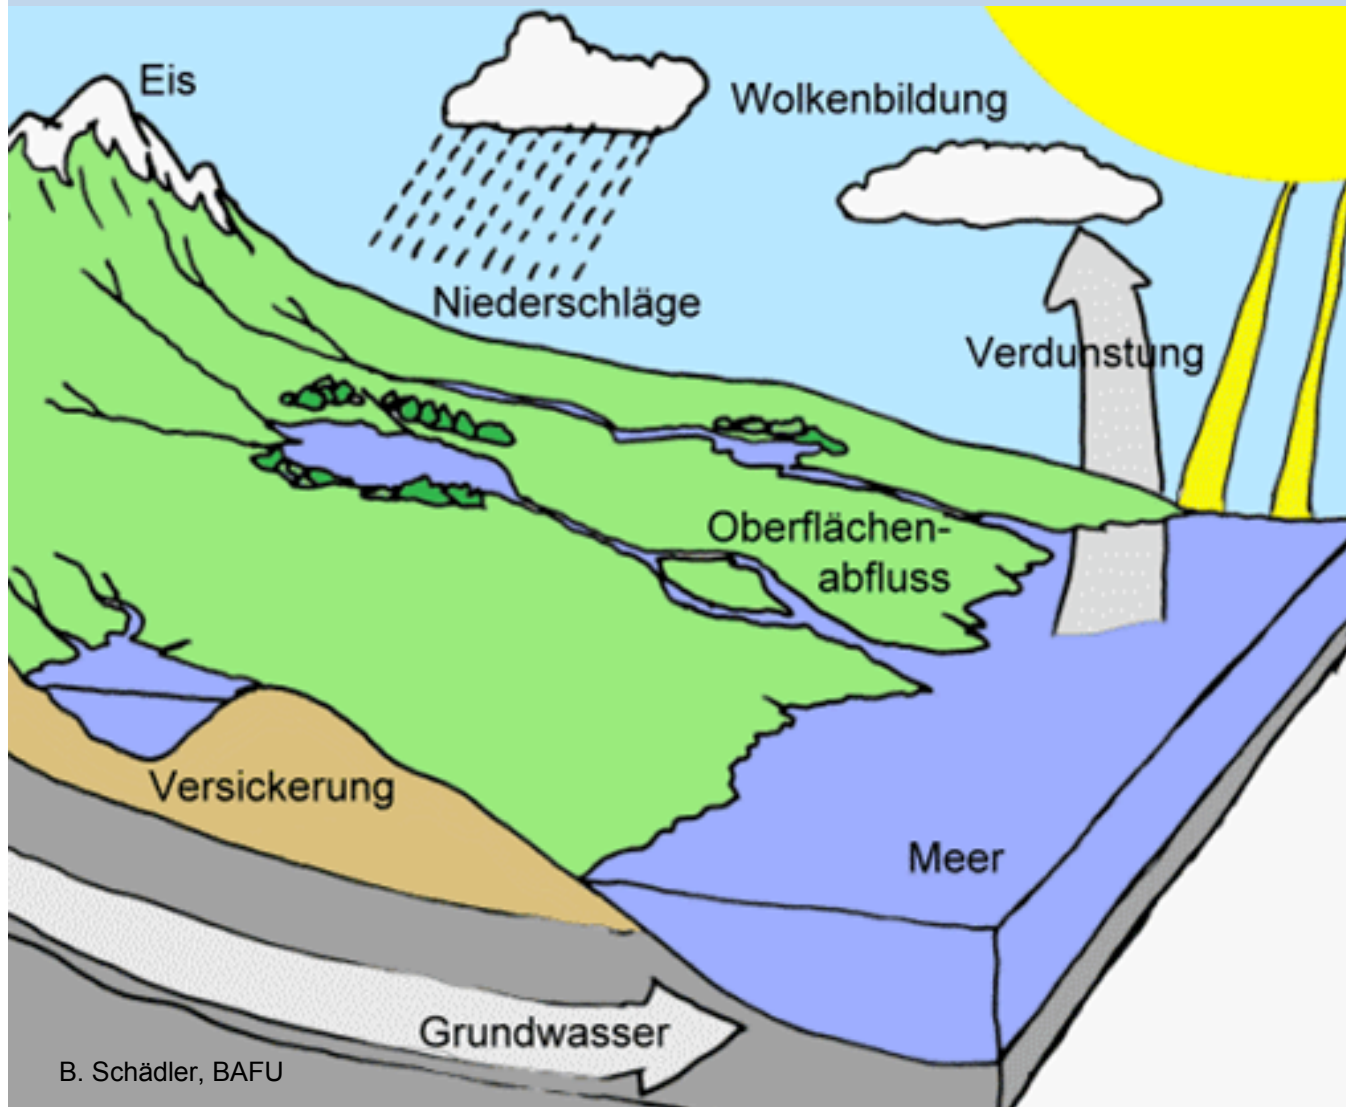 Eis
Wolkenbildung
Niederschläge
Verdunstung
Oberflächen-
abfluss
Versickerung
Meer
Grundwasser
B. Schädler, BAFU